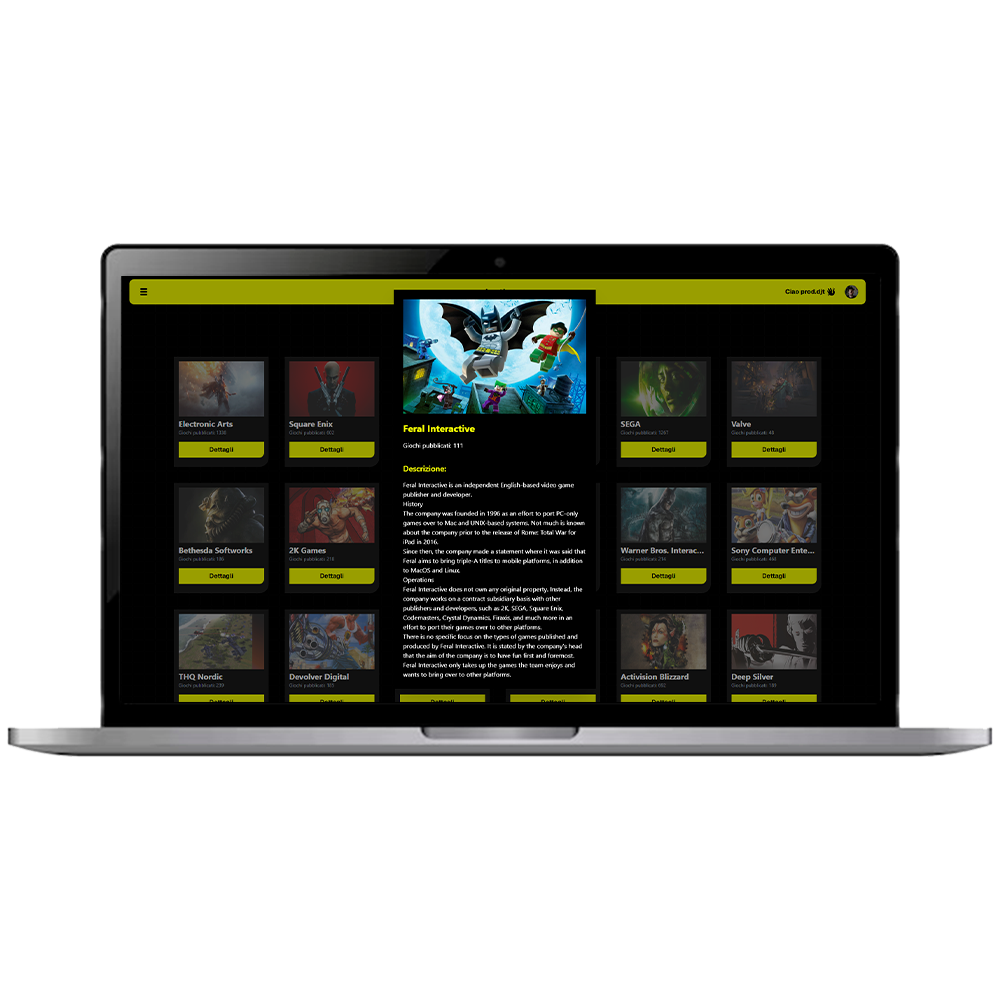 Ciao prod.djt
Feral Interactive
Giochi pubblicati: 111
Descrizione:
Feral Interactive is an independent English-based video game
publisher and developer.
History
The company was founded in 1996 as an effort to port PC-only
games over to Mac and UNIX-based systems. Not much is known
about the company prior to the release of Rome: Total War for
iPad in 2016.
Since then, the company made a statement where it was said that
Feral aims to bring triple-A titles to mobile platforms, in addition
to MacOS and Linux.
Operations
Feral Interactive does not own any original property. Instead, the
company works on a contract subsidiary basis with other
publishers and developers, such as 2K, SEGA, Square Enix,
Codemasters, Crystal Dynamics, Firaxis, and much more in an
effort to port their games over to other platforms.
There is no specific focus on the types of games published and
produced by Feral Interactive. It is stated by the company's head
that the aim of the company is to have fun first and foremost.
Feral Interactive only takes up the games the team enjoys and
wants to bring over to other platforms.
Electronic Arts
Giochi pubblicati:
Dettagli
Square Enix
Giochi pubblicati:
Dettagli
SEGA
Giochi pubblicati:
Dettagli
Valve
Giochi pubblicati:
Dettagli
Bethesda Softworks
Giochi pubblicati:
Dettagli
2K Games
Giochi pubblicati:
Dettagli
Warner Bros. Interac...
Giochi pubblicati:
Dettagli
Sony Computer Ente...
Giochi pubblicati:
Dettagli
THQ Nordic
Giochi pubblicati:
Dettagli
Devolver Digital
Giochi pubblicati:
Dettagli
Dettagli
Dettagli
Activision Blizzard
Giochi pubblicati:
Dettagli
Deep Silver
Giochi pubblicati:
Dettagli